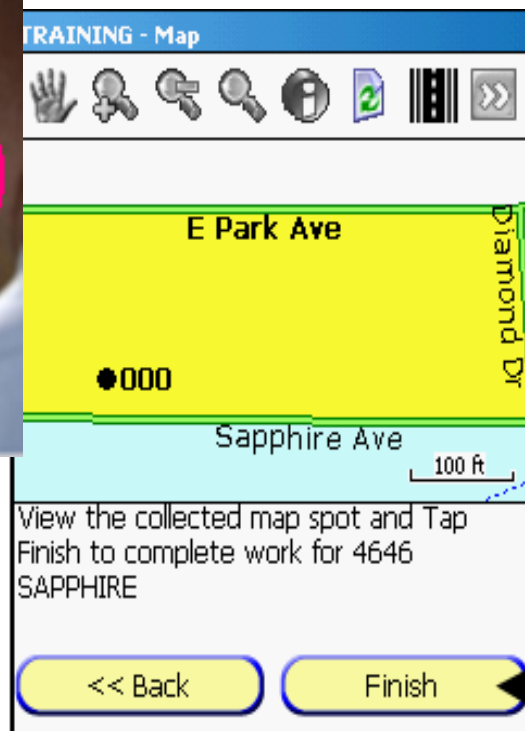 TRAINING - Map
E Park Ave
Diamond Dr
000
Sapphire Ave
100 ft
View the collected map spot and Tap
Finish to complete work for 4646
SAPPHIRE
<< Back
Finish